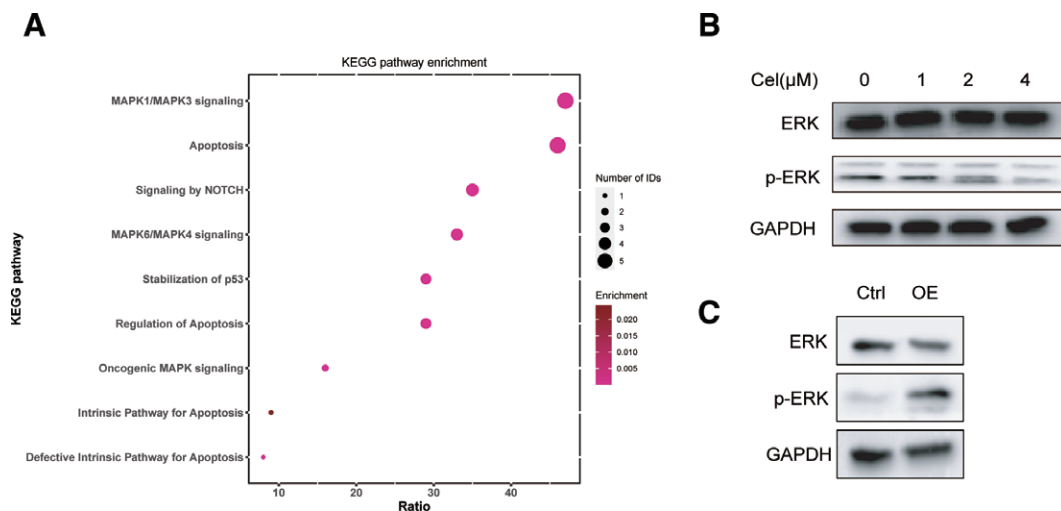 A
KEGG pathway enrichment
KEGG pathway
MAPK1/MAPK3 signaling
Apoptosis
Signaling by NOTCH
MAPK6/MAPK4 signaling
Stabilization of p53
Regulation of Apoptosis
Oncogenic MAPK signaling
Intrinsic Pathway for Apoptosis
Defective Intrinsic Pathway for Apoptosis
10 20 30 40
Ratio
Number of IDs
1
2
3
4
5
Enrichment
0.020
0.015
0.010
0.005
B
Cel(μM) 0 1 2 4
ERK
p-ERK
GAPDH
C
Ctrl OE
ERK
p-ERK
GAPDH